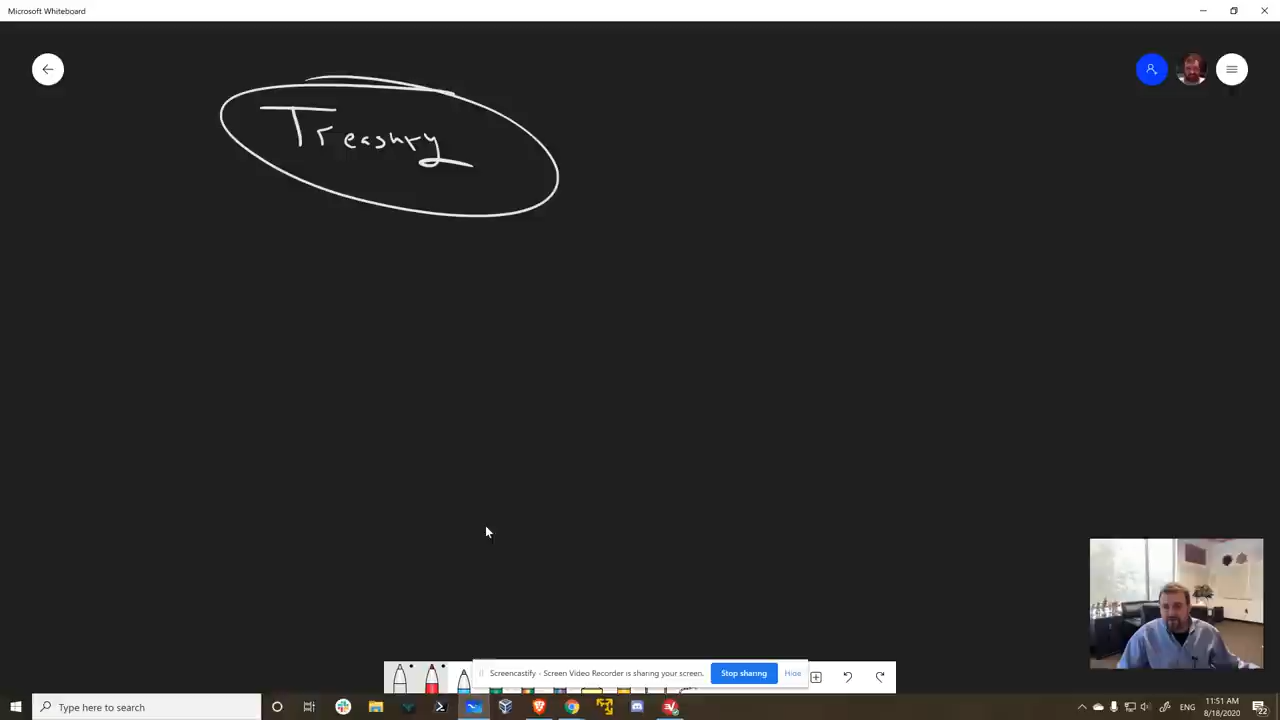 Microsoft Whiteboard
Treasury
Screencastify - Screen Video Recorder is sharing your screen.
Stop sharing
Hide
Type here to search
ENG
11:51 AM
8/18/2020
22